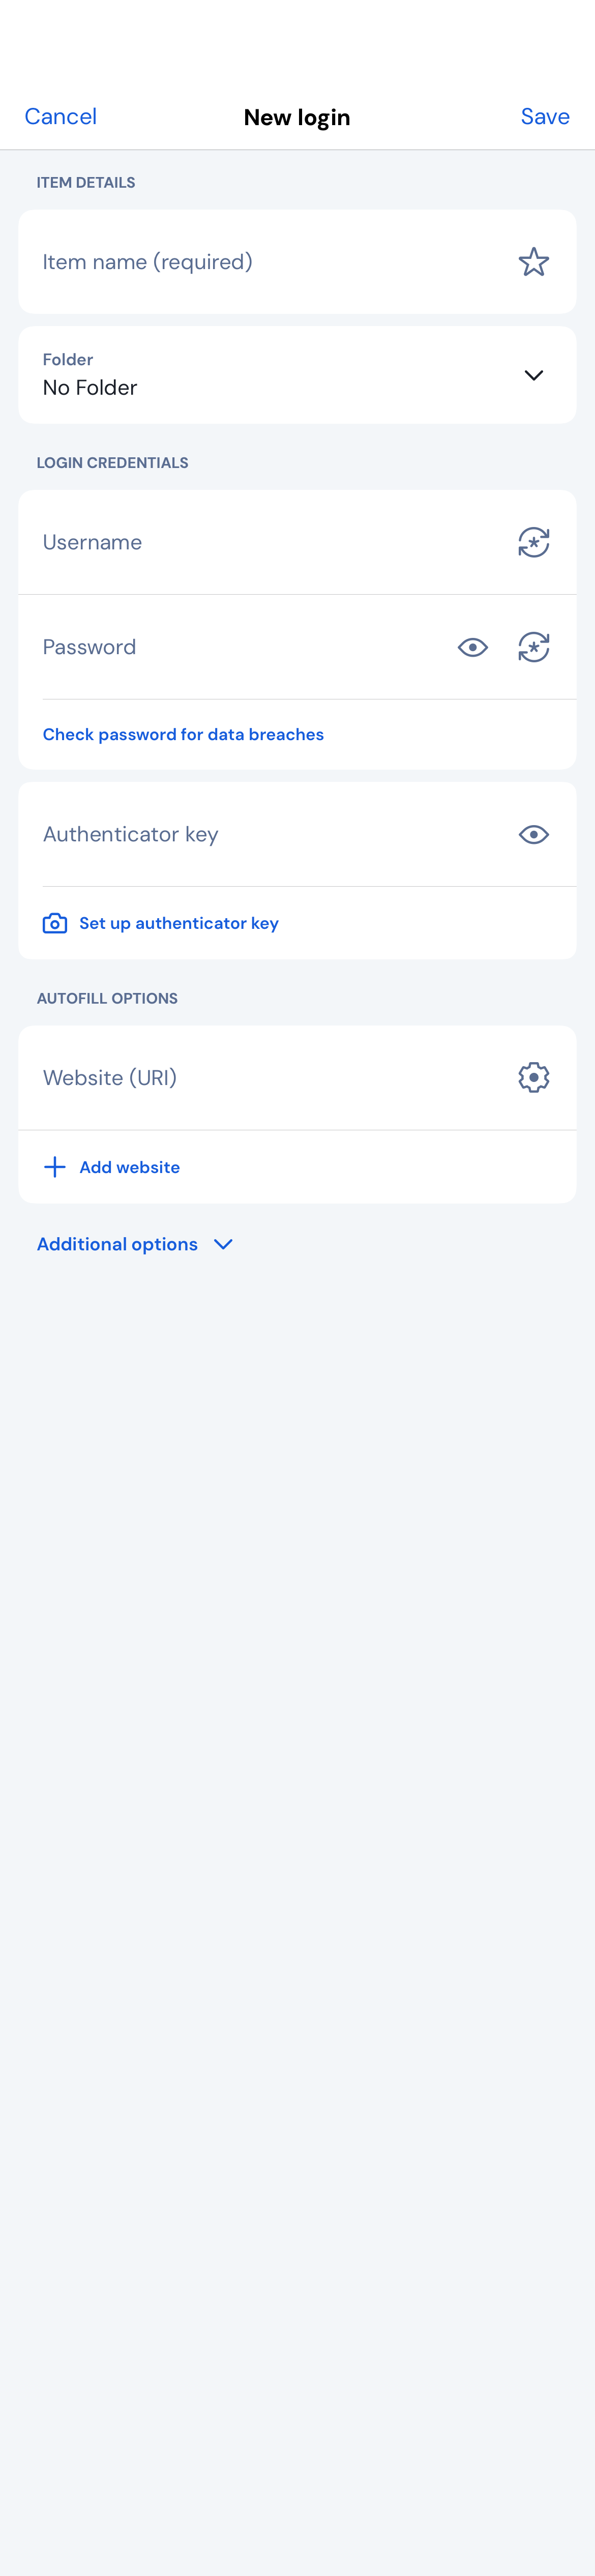 Cancel
New login
Save
ITEM DETAILS
Item name (required)
Folder
No Folder
LOGIN CREDENTIALS
Username
Password
Check password for data breaches
Authenticator key
Set up authenticator key
AUTOFILL OPTIONS
Website (URI)
Add website
Additional options